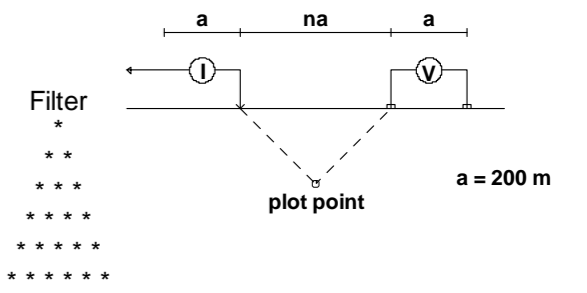 a na a
I V
Filter
*
* *
* * *
* * * *
* * * * *
* * * * * *
plot point
a = 200 m